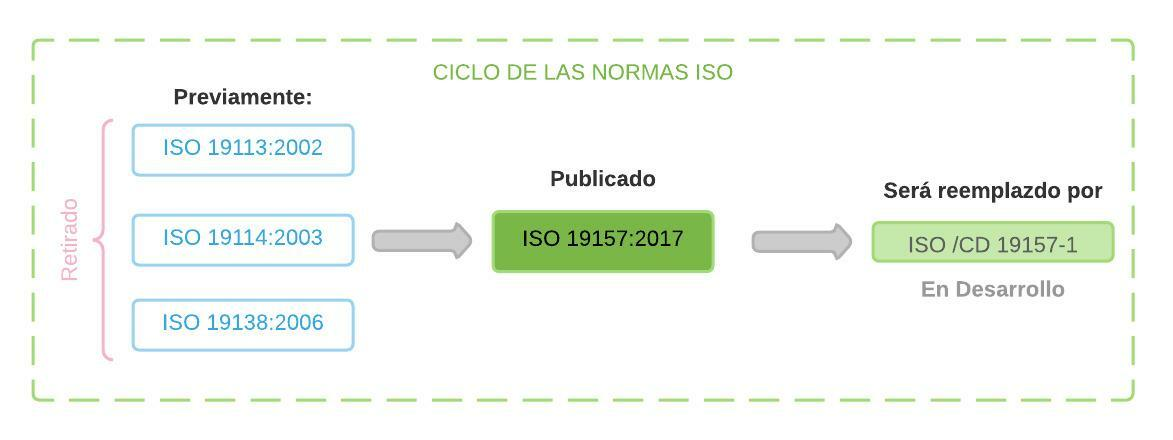 CICLO DE LAS NORMAS ISO
Previamente:
Retirado
ISO 19113:2002
ISO 19114:2003
ISO 19138:2006
Publicado
ISO 19157:2017
Será reemplazdo por
ISO /CD 19157-1
En Desarrollo